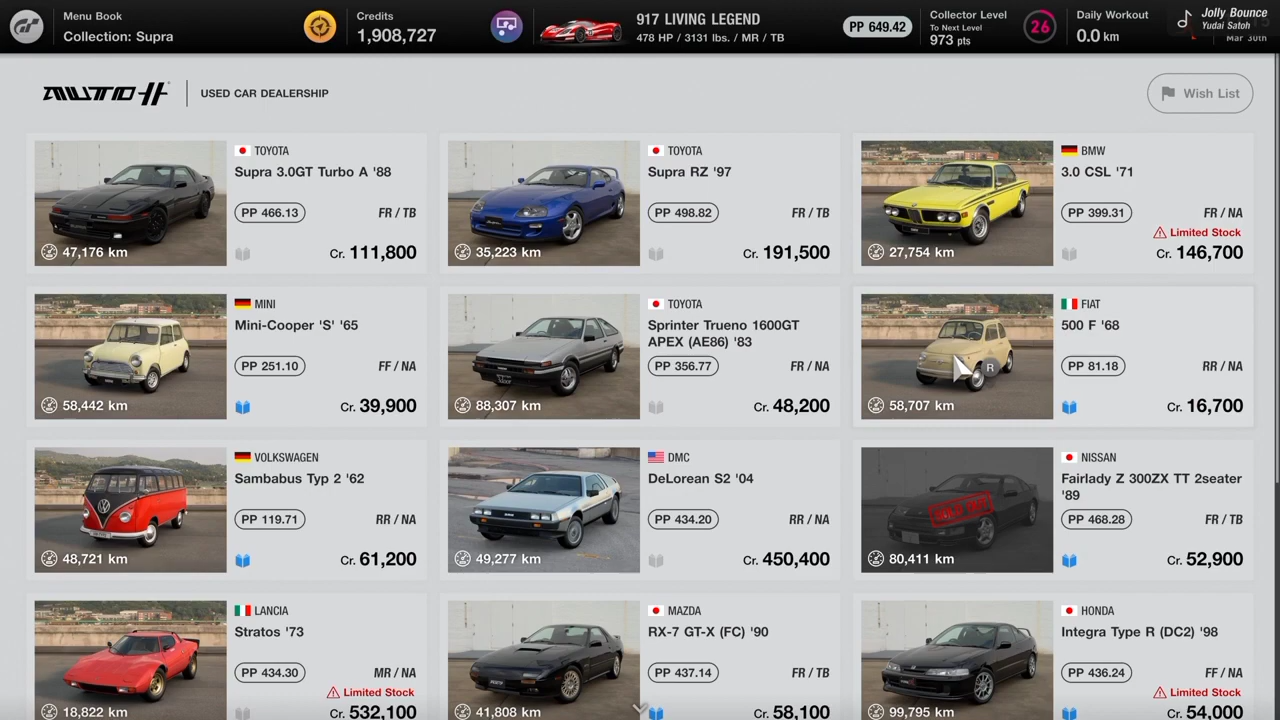 Menu Book
Collection: Supra
Credits
1,908,727
917 LIVING LEGEND
478 HP / 3131 lbs. / MR / TB
PP 649.42
Collector Level
To Next Level
973 pts
26
Daily Workout
0.0 km
Jolly Bounce
Yudai Satoh
Mar 30th
AUTO
USED CAR DEALERSHIP
Wish List
TOYOTA
Supra 3.0GT Turbo A '88
PP 466.13
FR / TB
47,176 km
Cr. 111,800
TOYOTA
Supra RZ '97
PP 498.82
FR / TB
35,223 km
Cr. 191,500
BMW
3.0 CSL '71
PP 399.31
FR / NA
Limited Stock
27,754 km
Cr. 146,700
MINI
Mini-Cooper 'S' '65
PP 251.10
FF / NA
58,442 km
Cr. 39,900
TOYOTA
Sprinter Trueno 1600GT
APEX (AE86) '83
PP 356.77
FR / NA
88,307 km
Cr. 48,200
FIAT
500 F '68
PP 81.18
RR / NA
R
58,707 km
Cr. 16,700
VOLKSWAGEN
Sambabus Typ 2 '62
PP 119.71
RR / NA
48,721 km
Cr. 61,200
DMC
DeLorean S2 '04
PP 434.20
RR / NA
49,277 km
Cr. 450,400
NISSAN
Fairlady Z 300ZX TT 2seater
'89
SOLD OUT
PP 468.28
FR / TB
80,411 km
Cr. 52,900
LANCIA
Stratos '73
PP 434.30
MR / NA
Limited Stock
18,822 km
Cr. 532,100
MAZDA
RX-7 GT-X (FC) '90
PP 437.14
FR / TB
41,808 km
Cr. 58,100
HONDA
Integra Type R (DC2) '98
PP 436.24
FF / NA
Limited Stock
99,795 km
Cr. 54,000